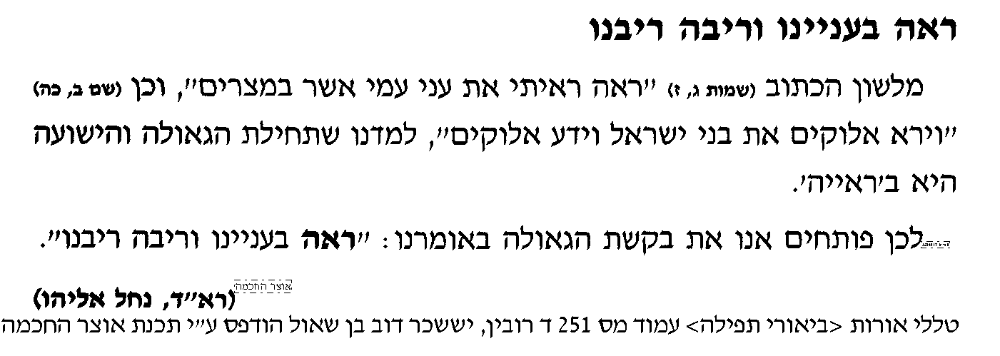 ראה בעניינו וריבה ריבנו
מלשון הכתוב (שמות ג, ז) "ראה ראיתי את עני עמי אשר במצרים", וכן (שם ב, כה)
"וירא אלוקים את בני ישראל וידע אלוקים", למדנו שתחילת הגאולה והישועה
היא ב'ראייה'.
לכן פותחים אנו את בקשת הגאולה באומרנו: "ראה בעניינו וריבה ריבנו".
אוצר החכמה
(רא"ד, נחל אליהו)
טללי אורות <ביאורי תפילה> עמוד מס 251 ד רובין, יששכר דוב בן שאול הודפס ע"י תכנת אוצר החכמה